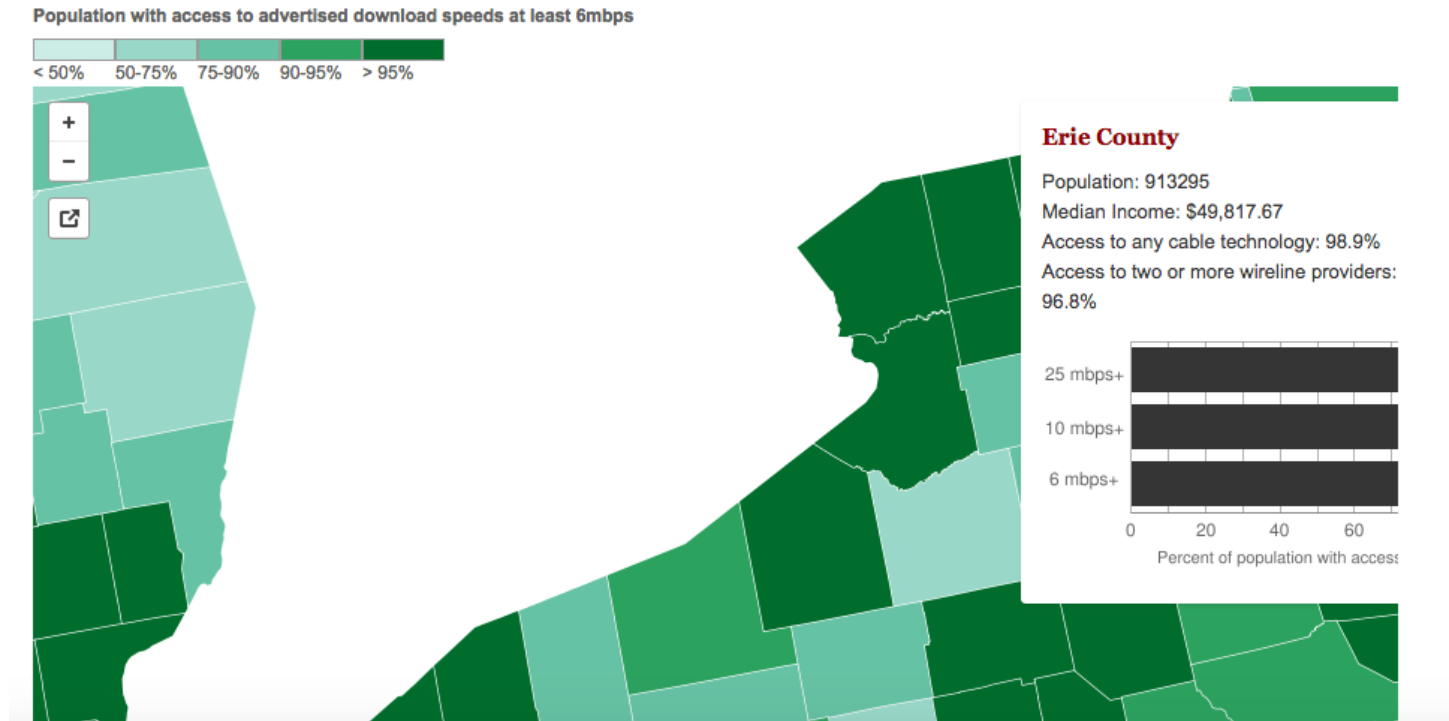 Population with access to advertised download speeds at least 6mbps
< 50% 50-75% 75-90% 90-95% > 95%
+
−
Erie County
Population: 913295
Median Income: $49,817.67
Access to any cable technology: 98.9%
Access to two or more wireline providers:
96.8%
25 mbps+
10 mbps+
6 mbps+
0 20 40 60
Percent of population with access